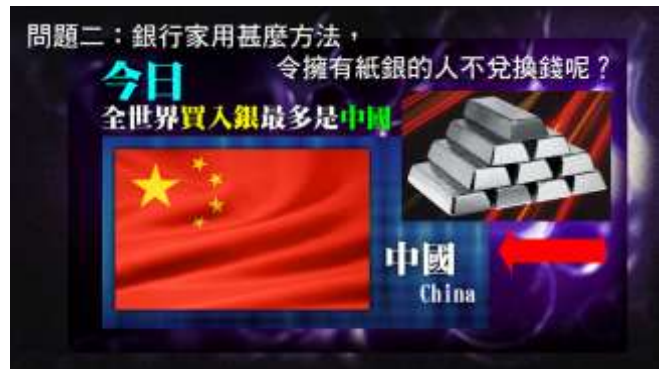 問題二：銀行家用甚麼方法，
令擁有紙銀的人不兌換錢呢？
今日
全世界買入銀最多是中國
中國
China